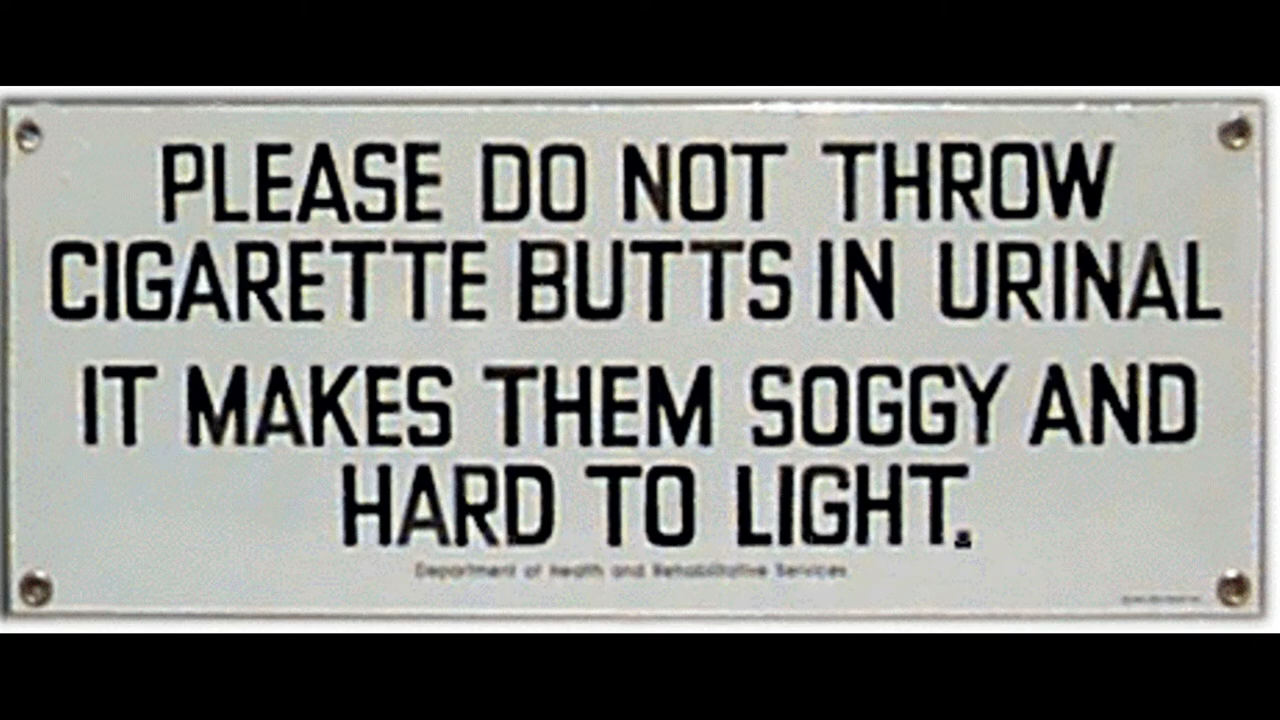 PLEASE DO NOT THROW
CIGARETTE BUTTS IN URINAL
IT MAKES THEM SOGGY AND
HARD TO LIGHT.
Department of Health and Rehabilitative Services